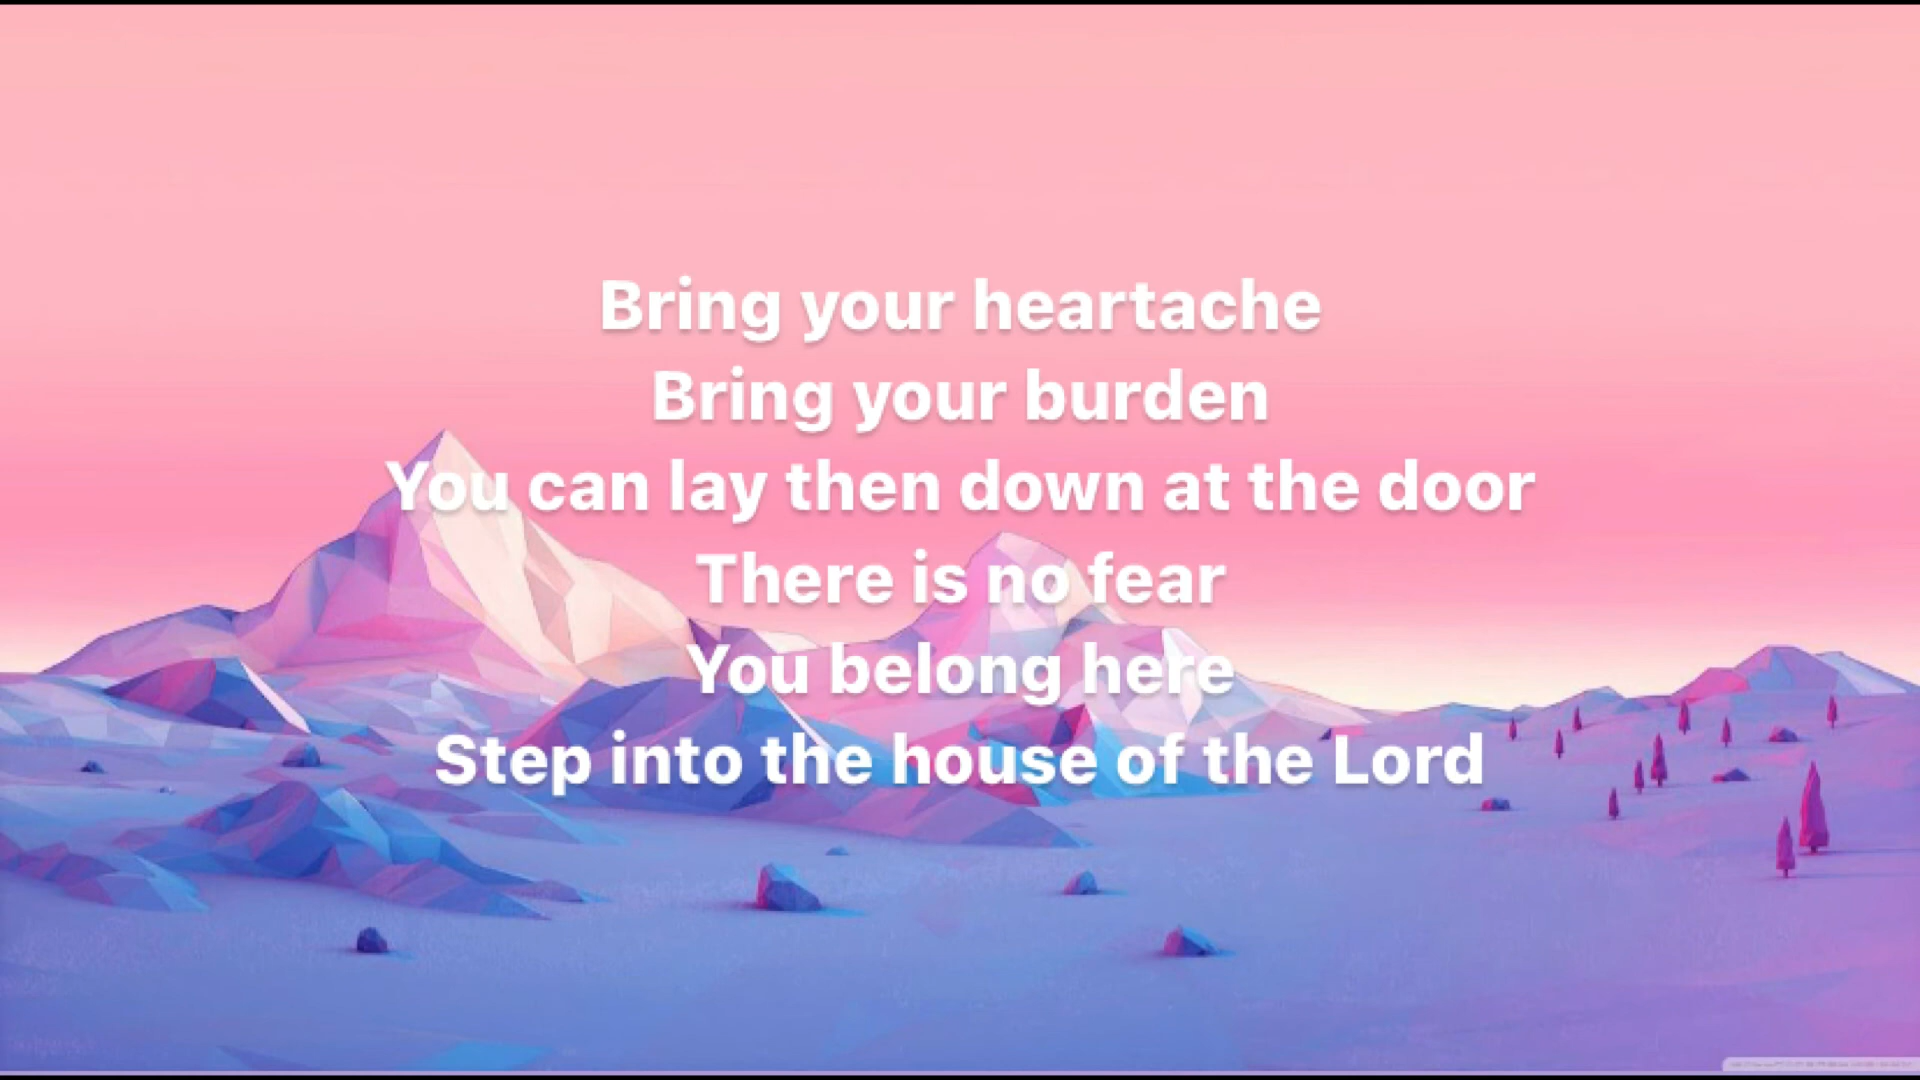 Bring your heartache
Bring your burden
You can lay then down at the door
There is no fear
You belong here
Step into the house of the Lord